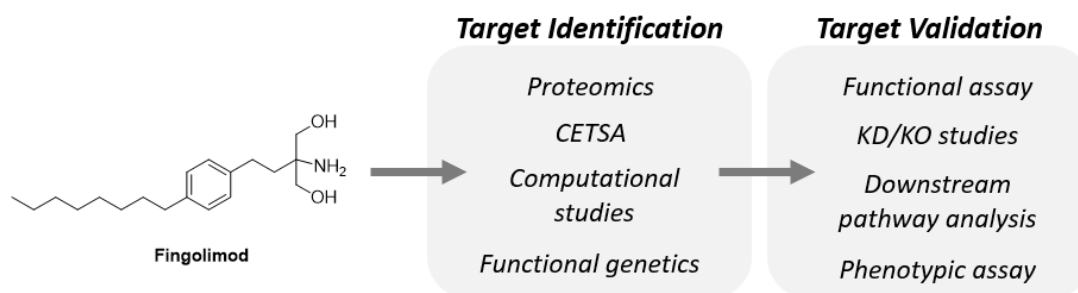 Target Identification
Target Validation
OH
NH2
OH
Fingolimod
Proteomics
CETSA
Computational
studies
Functional genetics
Functional assay
KD/KO studies
Downstream
pathway analysis
Phenotypic assay